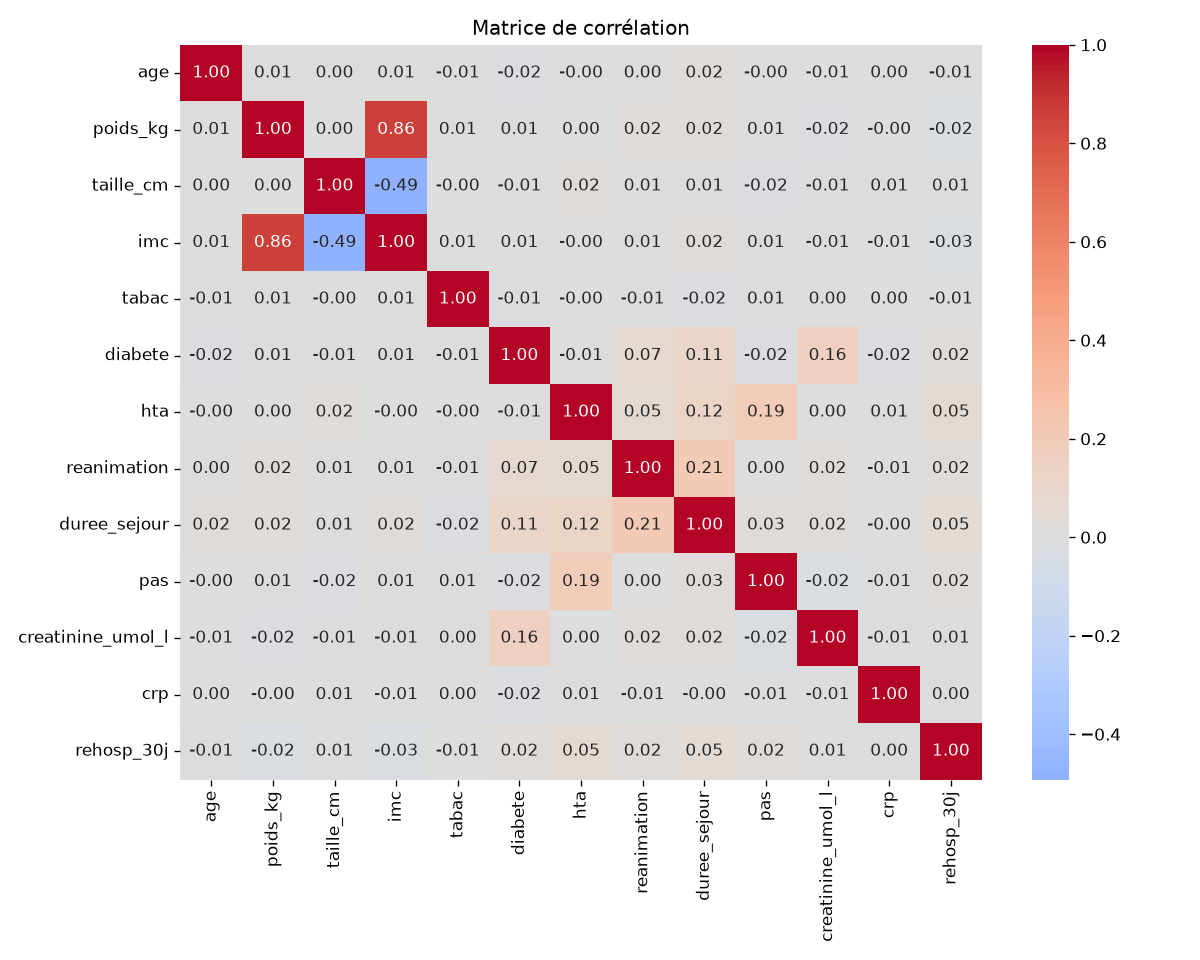 Matrice de corrélation
age 1.00 0.01 0.00 0.01 -0.01 -0.02 -0.00 0.00 0.02 -0.00 -0.01 0.00 -0.01
poids_kg 0.01 1.00 0.00 0.86 0.01 0.01 0.00 0.02 0.02 0.01 -0.02 -0.00 -0.02
taille_cm 0.00 0.00 1.00 -0.49 -0.00 -0.01 0.02 0.01 0.01 -0.02 -0.01 0.01 0.01
imc 0.01 0.86 -0.49 1.00 0.01 0.01 -0.00 0.01 0.02 0.01 -0.01 -0.01 -0.03
tabac -0.01 0.01 -0.00 0.01 1.00 -0.01 -0.00 -0.01 -0.02 0.01 0.00 0.00 -0.01
diabete -0.02 0.01 -0.01 0.01 -0.01 1.00 -0.01 0.07 0.11 -0.02 0.16 -0.02 0.02
hta -0.00 0.00 0.02 -0.00 -0.00 -0.01 1.00 0.05 0.12 0.19 0.00 0.01 0.05
reanimation 0.00 0.02 0.01 0.01 -0.01 0.07 0.05 1.00 0.21 0.00 0.02 -0.01 0.02
duree_sejour 0.02 0.02 0.01 0.02 -0.02 0.11 0.12 0.21 1.00 0.03 0.02 -0.00 0.05
pas -0.00 0.01 -0.02 0.01 0.01 -0.02 0.19 0.00 0.03 1.00 -0.02 -0.01 0.02
creatinine_umol_l -0.01 -0.02 -0.01 -0.01 0.00 0.16 0.00 0.02 0.02 -0.02 1.00 -0.01 0.01
crp 0.00 -0.00 0.01 -0.01 0.00 -0.02 0.01 -0.01 -0.00 -0.01 -0.01 1.00 0.00
rehosp_30j -0.01 -0.02 0.01 -0.03 -0.01 0.02 0.05 0.02 0.05 0.02 0.01 0.00 1.00
age poids_kg taille_cm imc tabac diabete hta reanimation duree_sejour pas creatinine_umol_l crp rehosp_30j
1.0
0.8
0.6
0.4
0.2
0.0
−0.2
−0.4